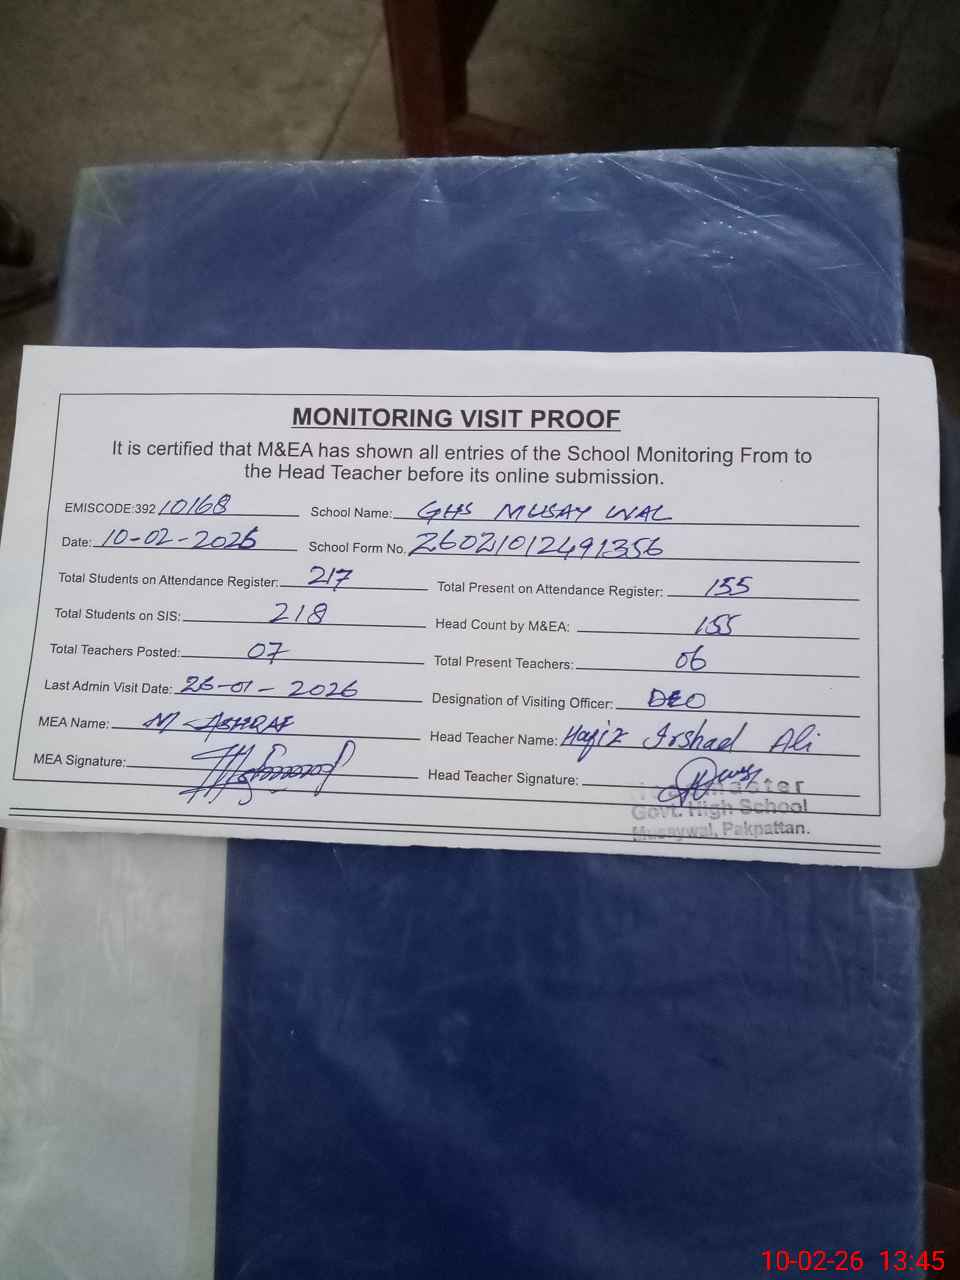 MONITORING VISIT PROOF
It is certified that M&EA has shown all entries of the School Monitoring From to
the Head Teacher before its online submission.
EMISCODE:392 10168 School Name: GHS MUSAY WAL
Date: 10-02-2026 School Form No. 26021012491356
Total Students on Attendance Register: 217 Total Present on Attendance Register: 155
Total Students on SIS: 218 Head Count by M&EA: 155
Total Teachers Posted: 07 Total Present Teachers: 06
Last Admin Visit Date: 26-01-2026 Designation of Visiting Officer: DEO
MEA Name: M-ASHRAF Head Teacher Name: Hafiz Irshad Ali
MEA Signature: Head Teacher Signature:
Headmaster
Govt. High School
Musaywal, Pakpattan.
10-02-26 13:45